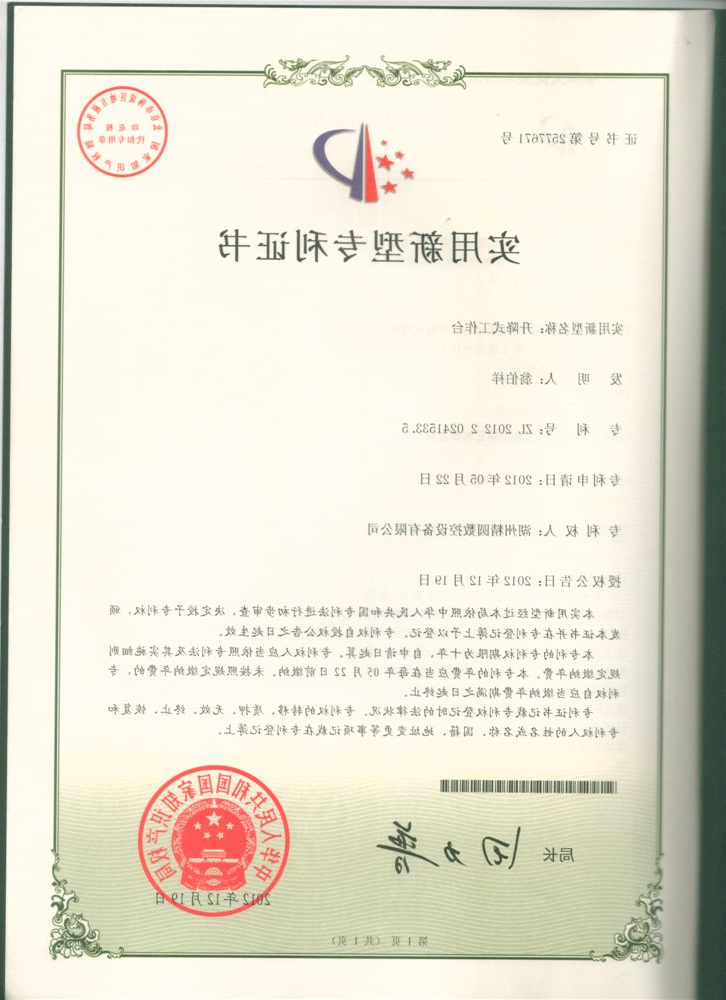 证书号第2577671号
实用新型专利证书
实用新型名称：升降式工作台
发明人：翁伯祥
专利号：ZL 2012 2 0241533.5
专利申请日：2012年05月22日
专利权人：湖州精圆数控设备有限公司
授权公告日：2012年12月19日
本实用新型经过本局依照中华人民共和国专利法进行初步审查，决定授予专利权，颁
发本证书并在专利登记簿上予以登记。专利权自授权公告之日起生效。
本专利的专利权期限为十年，自申请日起算。专利权人应当依照专利法及其实施细则
规定缴纳年费。本专利的年费应当在每年05月22日前缴纳。未按照规定缴纳年费的，专
利权自应当缴纳年费期满之日起终止。
专利证书记载专利权登记时的法律状况。专利权的转移、质押、无效、终止、恢复和
专利权人的姓名或名称、国籍、地址变更等事项记载在专利登记簿上。
局长
田力普
中华人民共和国国家知识产权局
2012年12月19日
第1页（共1页）
印花税
代扣专用章